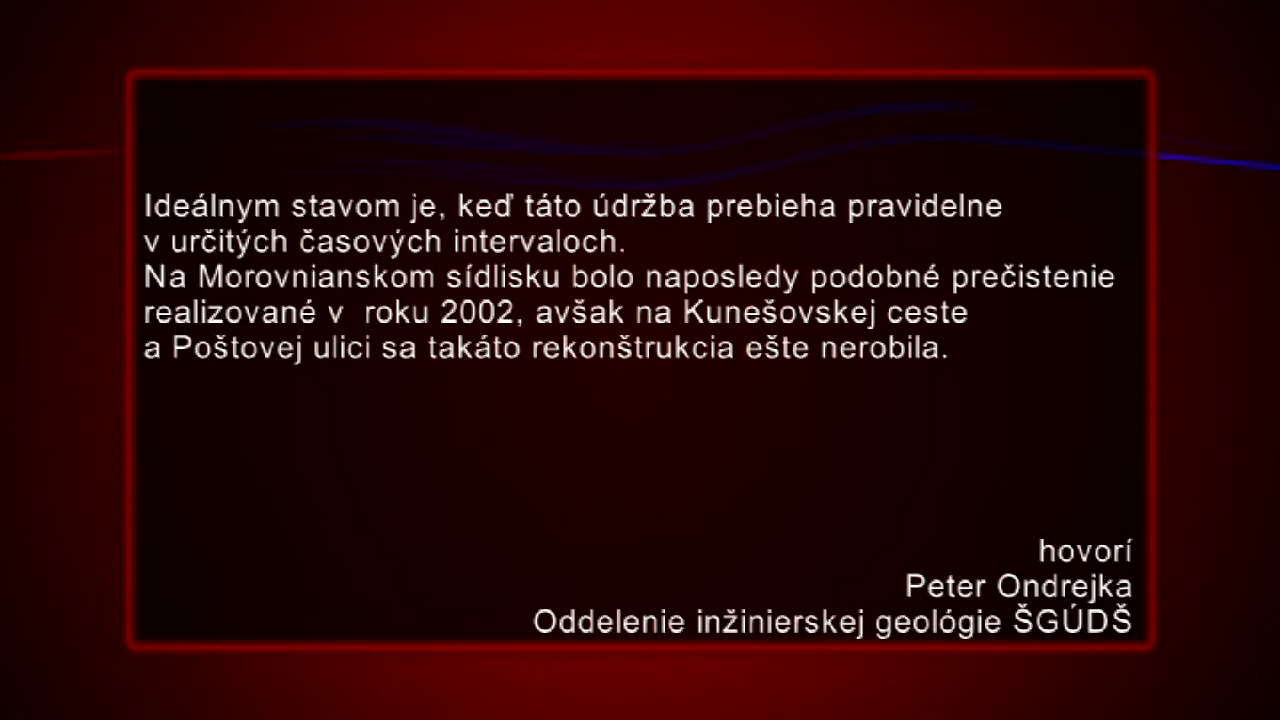 Ideálnym stavom je, keď táto údržba prebieha pravidelne
v určitých časových intervaloch.
Na Morovnianskom sídlisku bolo naposledy podobné prečistenie
realizované v  roku 2002, avšak na Kunešovskej ceste
a Poštovej ulici sa takáto rekonštrukcia ešte nerobila.
hovorí
Peter Ondrejka
Oddelenie inžinierskej geológie ŠGÚDŠ